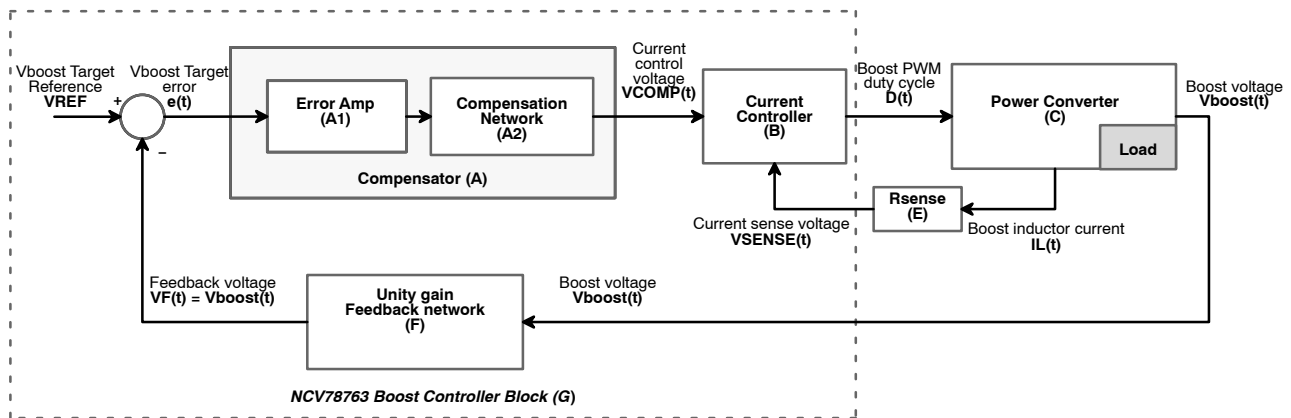 Vboost Target
Reference
VREF
+
−
Vboost Target
error
e(t)
Error Amp
(A1)
Compensation
Network
(A2)
Compensator (A)
Current
control
voltage
VCOMP(t)
Current
Controller
(B)
Boost PWM
duty cycle
D(t)
Power Converter
(C)
Load
Boost voltage
Vboost(t)
Rsense
(E)
Current sense voltage
VSENSE(t)
Boost inductor current
IL(t)
Feedback voltage
VF(t) = Vboost(t)
Unity gain
Feedback network
(F)
Boost voltage
Vboost(t)
NCV78763 Boost Controller Block (G)